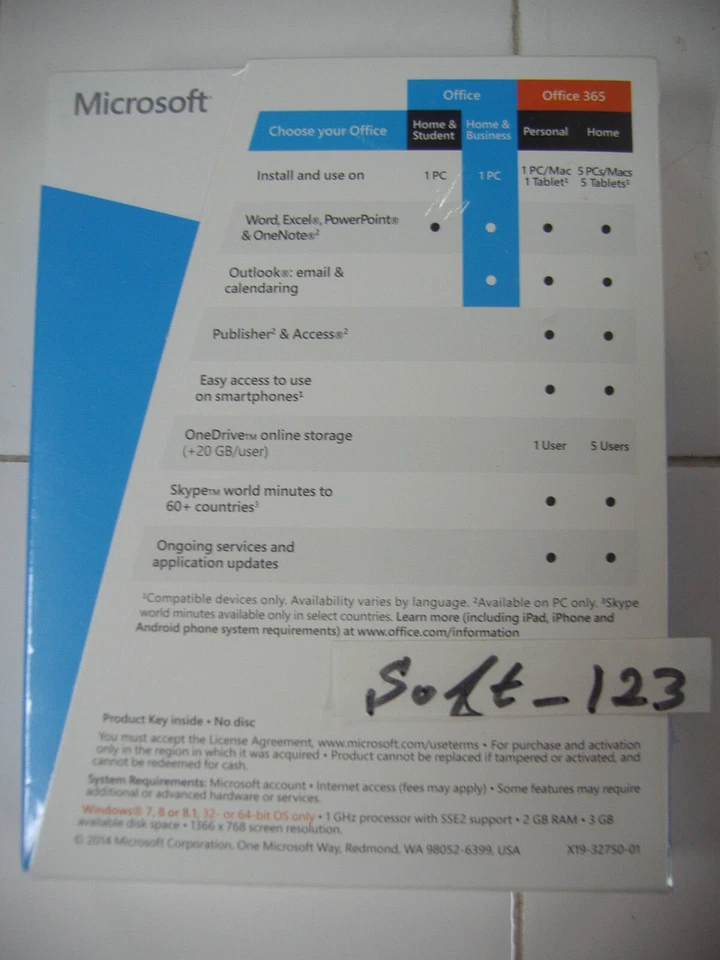 Microsoft
Office Office 365
Choose your Office Home & Student Home & Business Personal Home
Install and use on 1 PC 1 PC 1 PC/Mac 1 Tablet¹ 5 PCs/Macs 5 Tablets¹
Word, Excel®, PowerPoint®
& OneNote®² ● ● ● ●
Outlook®: email &
calendaring ● ● ●
Publisher² & Access®² ● ●
Easy access to use
on smartphones¹ ● ●
OneDrive™ online storage
(+20 GB/user) 1 User 5 Users
Skype™ world minutes to
60+ countries³ ● ●
Ongoing services and
application updates ● ●
¹Compatible devices only. Availability varies by language. ²Available on PC only. ³Skype
world minutes available only in select countries. Learn more (including iPad, iPhone and
Android phone system requirements) at www.office.com/information
Soft-123
Product Key inside • No disc
You must accept the License Agreement, www.microsoft.com/useterms • For purchase and activation
only in the region in which it was acquired • Product cannot be replaced if tampered or activated, and
cannot be redeemed for cash.
System Requirements: Microsoft account • Internet access (fees may apply) • Some features may require
additional or advanced hardware or services.
Windows® 7, 8 or 8.1, 32- or 64-bit OS only • 1 GHz processor with SSE2 support • 2 GB RAM • 3 GB
available disk space • 1366 x 768 screen resolution.
© 2014 Microsoft Corporation. One Microsoft Way, Redmond, WA 98052-6399, USA X19-32750-01